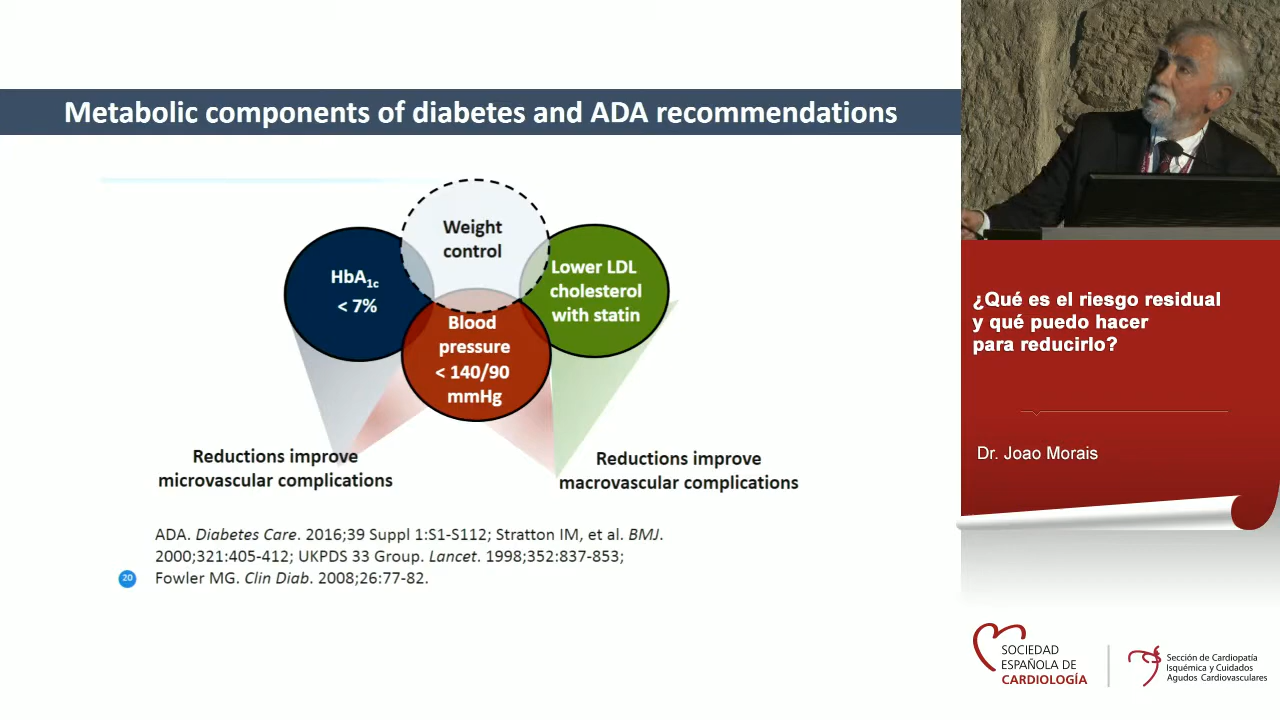 Metabolic components of diabetes and ADA recommendations
Weight
control
HbA1c
< 7%
Lower LDL
cholesterol
with statin
Blood
pressure
< 140/90
mmHg
Reductions improve
microvascular complications
Reductions improve
macrovascular complications
ADA. Diabetes Care. 2016;39 Suppl 1:S1-S112; Stratton IM, et al. BMJ.
2000;321:405-412; UKPDS 33 Group. Lancet. 1998;352:837-853;
Fowler MG. Clin Diab. 2008;26:77-82.
20
¿Qué es el riesgo residual
y qué puedo hacer
para reducirlo?
Dr. Joao Morais
SOCIEDAD
ESPAÑOLA DE
CARDIOLOGÍA
Sección de Cardiopatía
Isquémica y Cuidados
Agudos Cardiovasculares